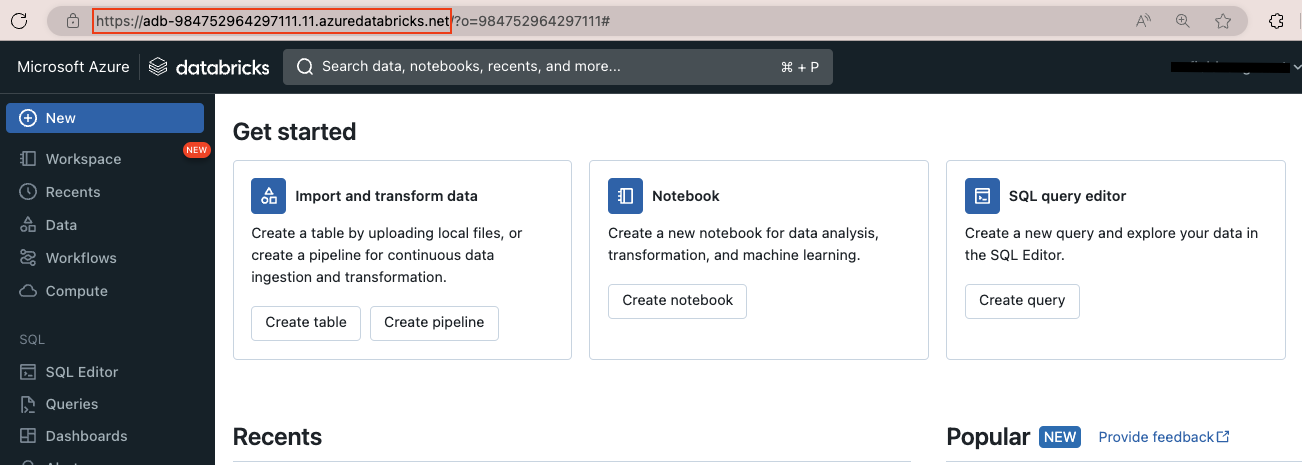 https://adb-984752964297111.11.azuredatabricks.net/?o=984752964297111#
Microsoft Azure databricks Search data, notebooks, recents, and more... ⌘ + P
New
Workspace NEW
Recents
Data
Workflows
Compute
SQL
SQL Editor
Queries
Dashboards
Get started
Import and transform data
Create a table by uploading local files, or
create a pipeline for continuous data
ingestion and transformation.
Create table Create pipeline
Notebook
Create a new notebook for data analysis,
transformation, and machine learning.
Create notebook
SQL query editor
Create a new query and explore your data in
the SQL Editor.
Create query
Recents
Popular NEW Provide feedback